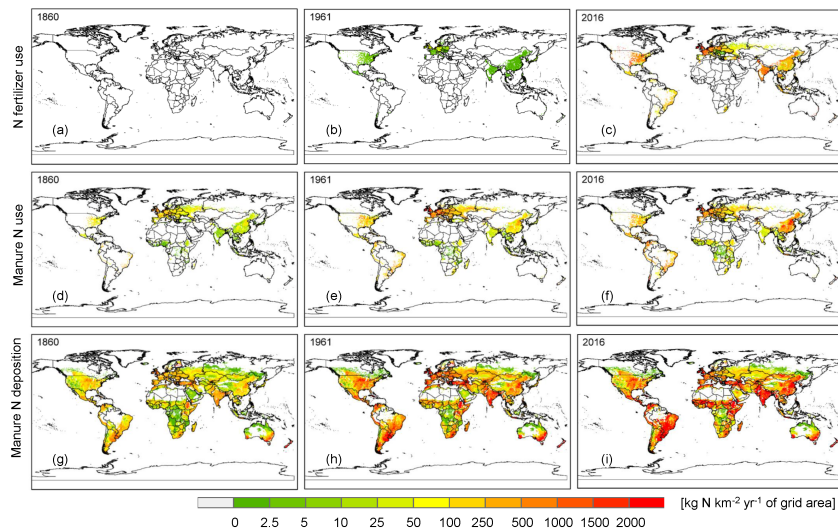 1860
1961
2016
N fertilizer use
(a)
(b)
(c)
1860
1961
2016
Manure N use
(d)
(e)
(f)
1860
1961
2016
Manure N deposition
(g)
(h)
(i)
[kg N km-2 yr-1 of grid area]
0 2.5 5 10 25 50 100 250 500 1000 1500 2000